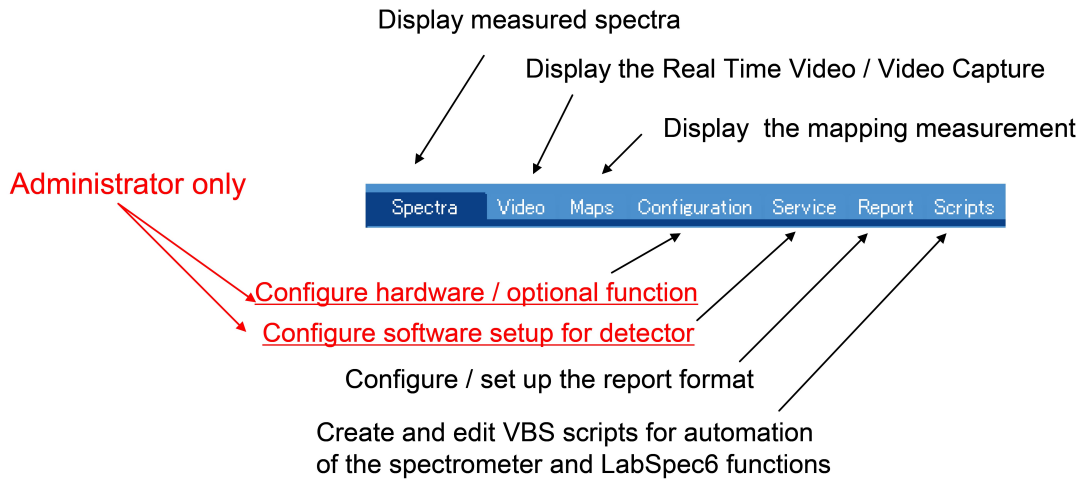 Display measured spectra
Display the Real Time Video / Video Capture
Display the mapping measurement
Administrator only
Spectra Video Maps Configuration Service Report Scripts
Configure hardware / optional function
Configure software setup for detector
Configure / set up the report format
Create and edit VBS scripts for automation
of the spectrometer and LabSpec6 functions